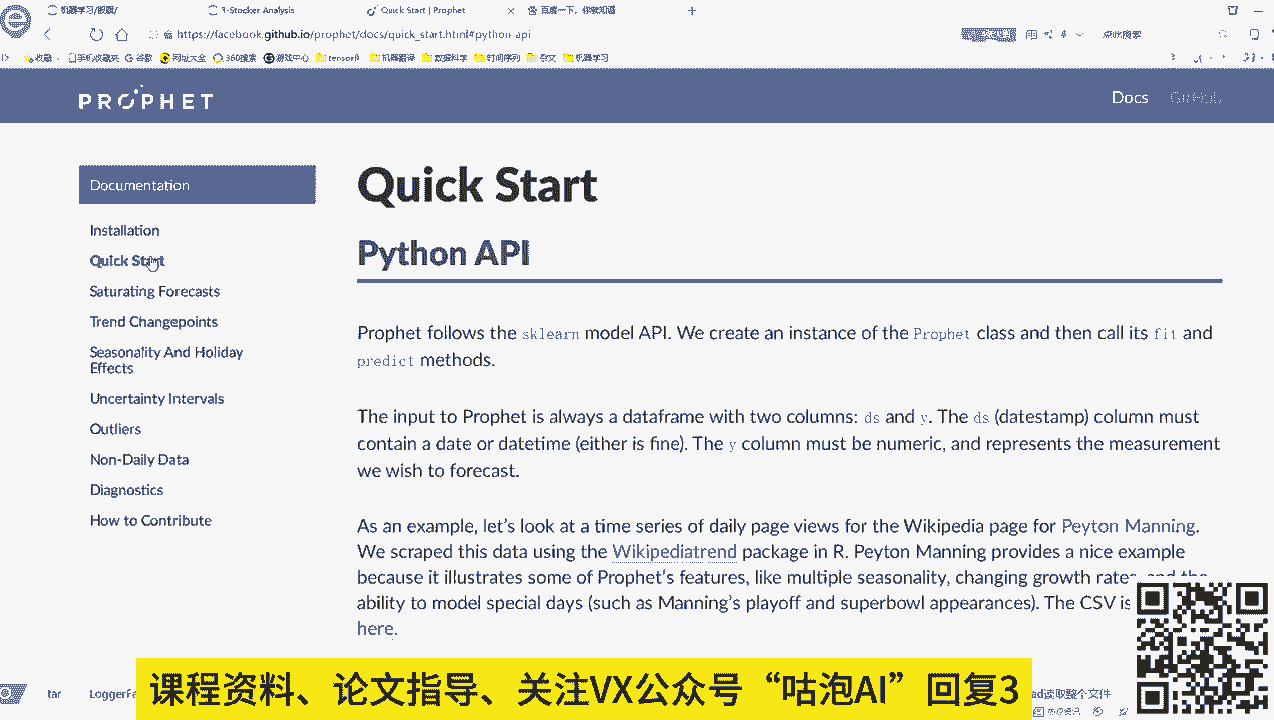 机器学习/股票/
1-Stocker Analysis
Quick Start | Prophet
百度一下，你就知道
https://facebook.github.io/prophet/docs/quick_start.html#python-api
点此搜索
收藏
手机收藏夹
谷歌
网址大全
360搜索
游戏中心
tensorfl
机器翻译
数据科学
时间序列
杂文
机器学习
PROPHET
Docs
GitHub
Documentation
Installation
Quick Start
Saturating Forecasts
Trend Changepoints
Seasonality And Holiday
Effects
Uncertainty Intervals
Outliers
Non-Daily Data
Diagnostics
How to Contribute
Quick Start
Python API
Prophet follows the sklearn model API. We create an instance of the Prophet class and then call its fit and
predict methods.
The input to Prophet is always a dataframe with two columns: ds and y. The ds (datestamp) column must
contain a date or datetime (either is fine). The y column must be numeric, and represents the measurement
we wish to forecast.
As an example, let's look at a time series of daily page views for the Wikipedia page for Peyton Manning.
We scraped this data using the Wikipediatrend package in R. Peyton Manning provides a nice example
because it illustrates some of Prophet's features, like multiple seasonality, changing growth rates, and the
ability to model special days (such as Manning's playoff and superbowl appearances). The CSV is
here.
课程资料、论文指导、关注VX公众号“咕泡AI”回复3
tar
LoggerFa
ad读取整个文件